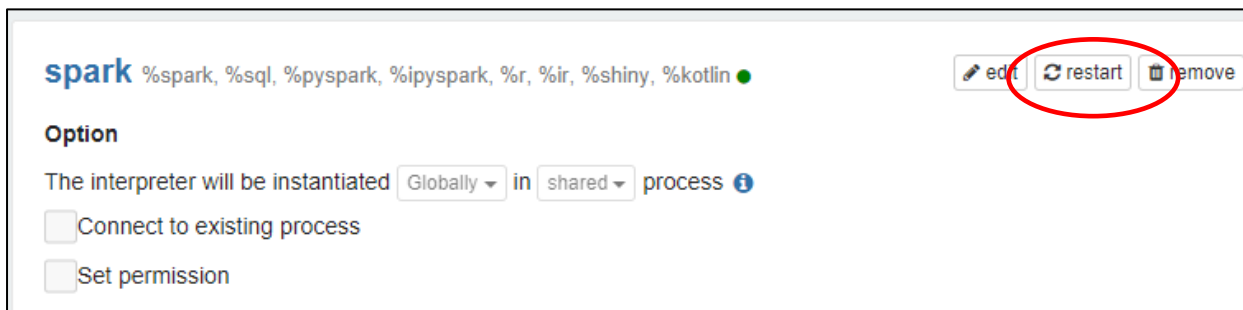 spark %spark, %sql, %pyspark, %ipyspark, %r, %ir, %shiny, %kotlin edit restart remove
Option
The interpreter will be instantiated Globally in shared process
Connect to existing process
Set permission